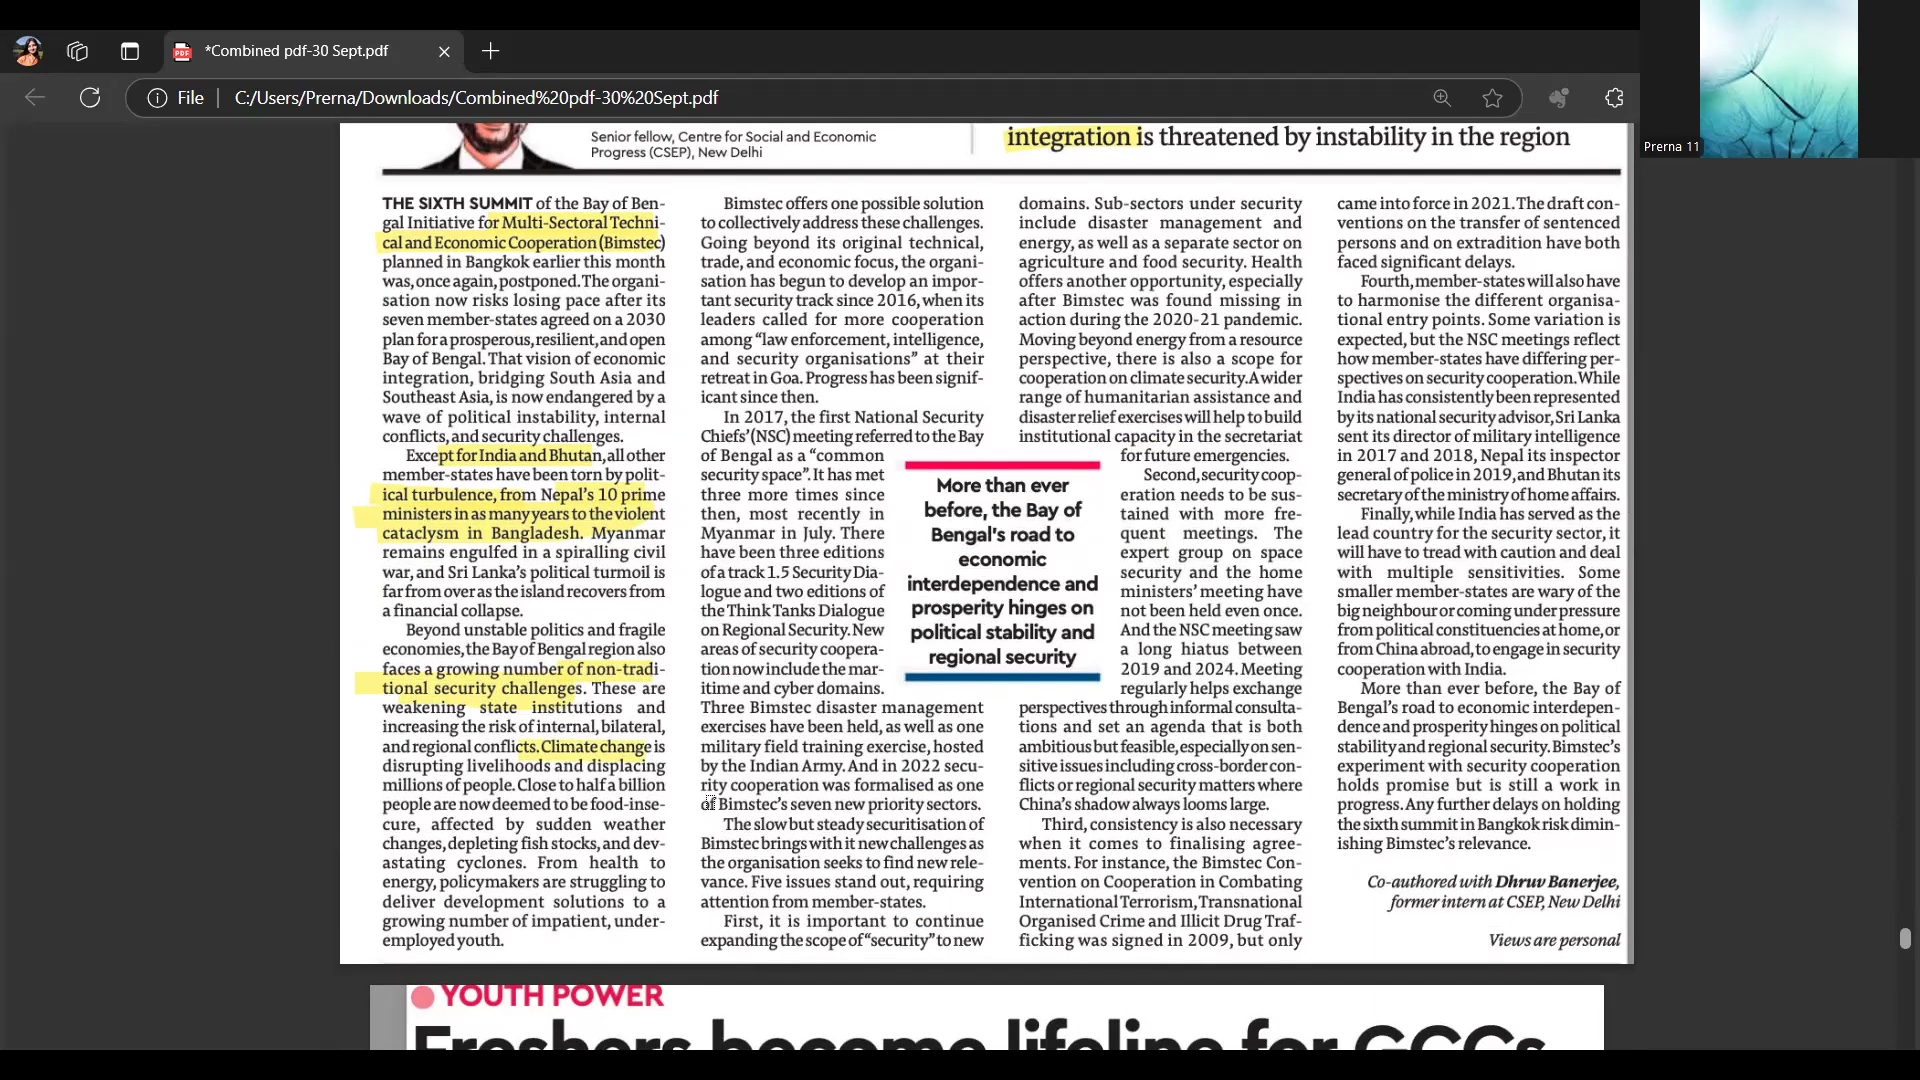 *Combined pdf-30 Sept.pdf
File
C:/Users/Prerna/Downloads/Combined%20pdf-30%20Sept.pdf
Prerna 11
Senior fellow, Centre for Social and Economic
Progress (CSEP), New Delhi
integration is threatened by instability in the region
THE SIXTH SUMMIT of the Bay of Ben-
gal Initiative for Multi-Sectoral Techni-
cal and Economic Cooperation (Bimstec)
planned in Bangkok earlier this month
was, once again, postponed. The organi-
sation now risks losing pace after its
seven member-states agreed on a 2030
plan for a prosperous, resilient, and open
Bay of Bengal. That vision of economic
integration, bridging South Asia and
Southeast Asia, is now endangered by a
wave of political instability, internal
conflicts, and security challenges.
Except for India and Bhutan, all other
member-states have been torn by polit-
ical turbulence, from Nepal's 10 prime
ministers in as many years to the violent
cataclysm in Bangladesh. Myanmar
remains engulfed in a spiralling civil
war, and Sri Lanka's political turmoil is
far from over as the island recovers from
a financial collapse.
Beyond unstable politics and fragile
economies, the Bay of Bengal region also
faces a growing number of non-tradi-
tional security challenges. These are
weakening state institutions and
increasing the risk of internal, bilateral,
and regional conflicts. Climate change is
disrupting livelihoods and displacing
millions of people. Close to half a billion
people are now deemed to be food-inse-
cure, affected by sudden weather
changes, depleting fish stocks, and dev-
astating cyclones. From health to
energy, policymakers are struggling to
deliver development solutions to a
growing number of impatient, under-
employed youth.
Bimstec offers one possible solution
to collectively address these challenges.
Going beyond its original technical,
trade, and economic focus, the organi-
sation has begun to develop an impor-
tant security track since 2016, when its
leaders called for more cooperation
among "law enforcement, intelligence,
and security organisations" at their
retreat in Goa. Progress has been signif-
icant since then.
In 2017, the first National Security
Chiefs' (NSC) meeting referred to the Bay
of Bengal as a "common
security space". It has met
three more times since
then, most recently in
Myanmar in July. There
have been three editions
of a track 1.5 Security Dia-
logue and two editions of
the Think Tanks Dialogue
on Regional Security. New
areas of security coopera-
tion now include the mar-
itime and cyber domains.
Three Bimstec disaster management
exercises have been held, as well as one
military field training exercise, hosted
by the Indian Army. And in 2022 secu-
rity cooperation was formalised as one
of Bimstec's seven new priority sectors.
The slow but steady securitisation of
Bimstec brings with it new challenges as
the organisation seeks to find new rele-
vance. Five issues stand out, requiring
attention from member-states.
First, it is important to continue
expanding the scope of "security" to new
More than ever
before, the Bay of
Bengal's road to
economic
interdependence and
prosperity hinges on
political stability and
regional security
domains. Sub-sectors under security
include disaster management and
energy, as well as a separate sector on
agriculture and food security. Health
offers another opportunity, especially
after Bimstec was found missing in
action during the 2020-21 pandemic.
Moving beyond energy from a resource
perspective, there is also a scope for
cooperation on climate security. A wider
range of humanitarian assistance and
disaster relief exercises will help to build
institutional capacity in the secretariat
for future emergencies.
Second, security coop-
eration needs to be sus-
tained with more fre-
quent meetings. The
expert group on space
security and the home
ministers' meeting have
not been held even once.
And the NSC meeting saw
a long hiatus between
2019 and 2024. Meeting
regularly helps exchange
perspectives through informal consulta-
tions and set an agenda that is both
ambitious but feasible, especially on sen-
sitive issues including cross-border con-
flicts or regional security matters where
China's shadow always looms large.
Third, consistency is also necessary
when it comes to finalising agree-
ments. For instance, the Bimstec Con-
vention on Cooperation in Combating
International Terrorism, Transnational
Organised Crime and Illicit Drug Traf-
ficking was signed in 2009, but only
came into force in 2021. The draft con-
ventions on the transfer of sentenced
persons and on extradition have both
faced significant delays.
Fourth, member-states will also have
to harmonise the different organisa-
tional entry points. Some variation is
expected, but the NSC meetings reflect
how member-states have differing per-
spectives on security cooperation. While
India has consistently been represented
by its national security advisor, Sri Lanka
sent its director of military intelligence
in 2017 and 2018, Nepal its inspector
general of police in 2019, and Bhutan its
secretary of the ministry of home affairs.
Finally, while India has served as the
lead country for the security sector, it
will have to tread with caution and deal
with multiple sensitivities. Some
smaller member-states are wary of the
big neighbour or coming under pressure
from political constituencies at home, or
from China abroad, to engage in security
cooperation with India.
More than ever before, the Bay of
Bengal's road to economic interdepen-
dence and prosperity hinges on political
stability and regional security. Bimstec's
experiment with security cooperation
holds promise but is still a work in
progress. Any further delays on holding
the sixth summit in Bangkok risk dimin-
ishing Bimstec's relevance.
Co-authored with Dhruv Banerjee,
former intern at CSEP, New Delhi
Views are personal
YOUTH POWER
Freshers become lifeline for GCCs